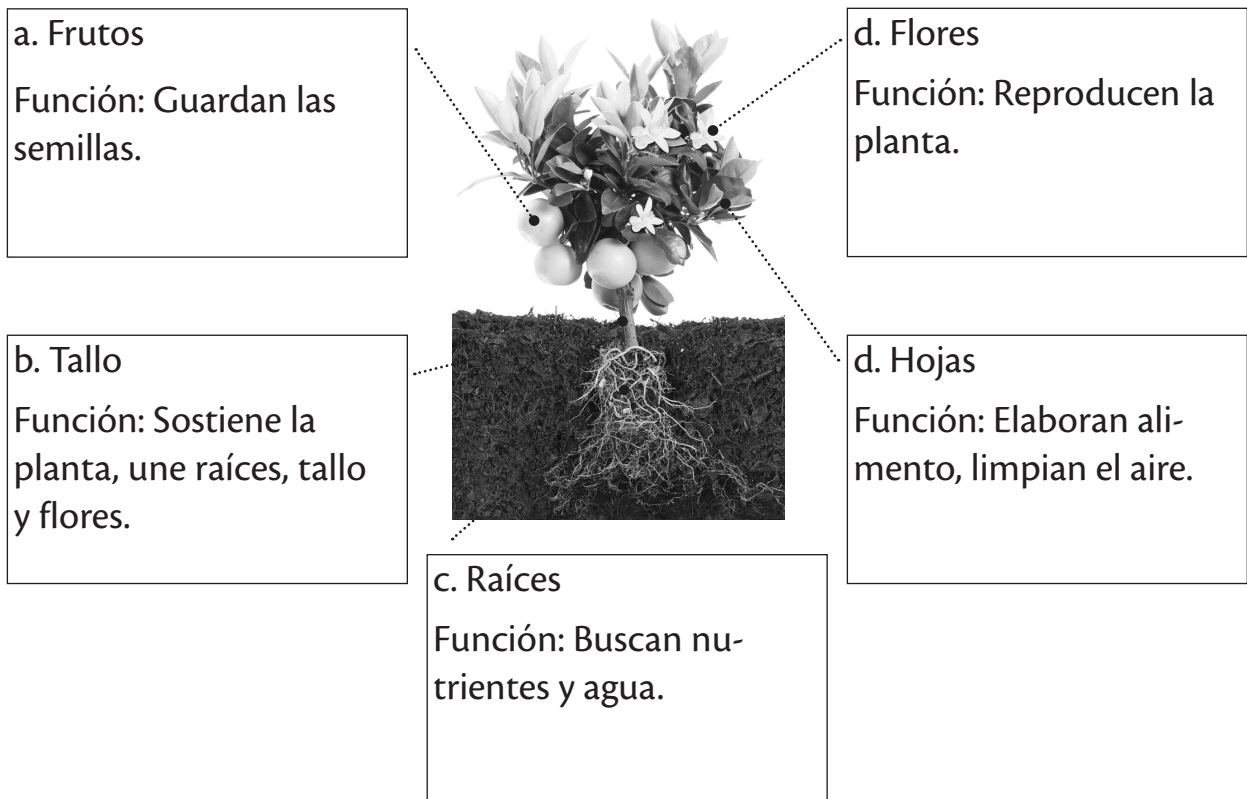 a. Frutos
Función: Guardan las
semillas.
d. Flores
Función: Reproducen la
planta.
b. Tallo
Función: Sostiene la
planta, une raíces, tallo
y flores.
d. Hojas
Función: Elaboran ali-
mento, limpian el aire.
c. Raíces
Función: Buscan nu-
trientes y agua.